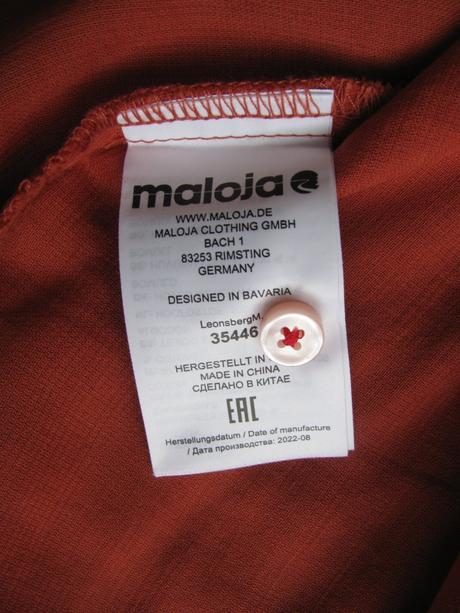 maloja
WWW.MALOJA.DE
MALOJA CLOTHING GMBH
BACH 1
83253 RIMSTING
GERMANY
DESIGNED IN BAVARIA
LeonsbergM.
35446
HERGESTELLT IN
MADE IN CHINA
СДЕЛАНО В КИТАЕ
EAC
Herstellungsdatum / Date of manufacture
/ Дата производства: 2022-08